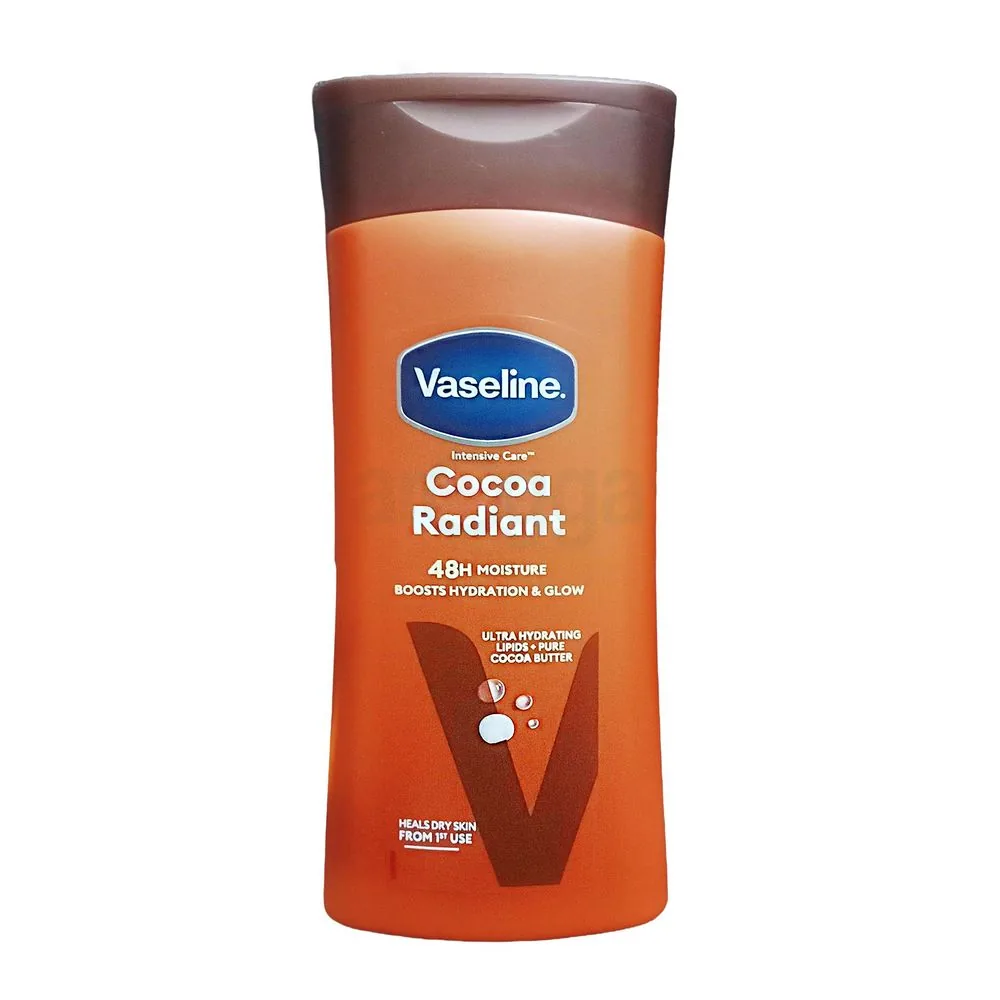 Vaseline.
Intensive Care™
Cocoa
Radiant
48H MOISTURE
BOOSTS HYDRATION & GLOW
ULTRA HYDRATING
LIPIDS + PURE
COCOA BUTTER
HEALS DRY SKIN
FROM 1ST USE